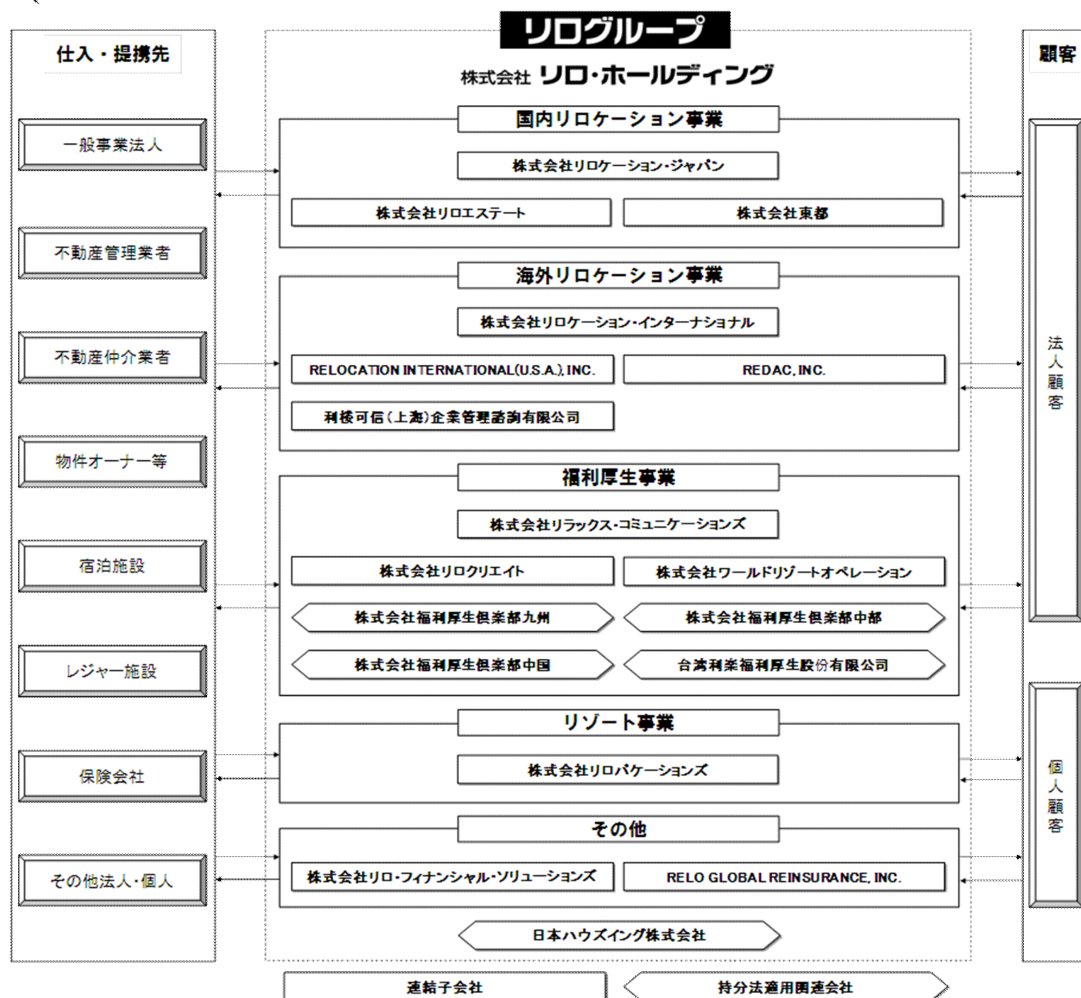 仕入・提携先
一般事業法人
不動産管理業者
不動産仲介業者
物件オーナー等
宿泊施設
レジャー施設
保険会社
その他法人・個人
リログループ
株式会社 リロ・ホールディング
国内リロケーション事業
株式会社リロケーション・ジャパン
株式会社リロエステート
株式会社東都
海外リロケーション事業
株式会社リロケーション・インターナショナル
RELOCATION INTERNATIONAL(U.S.A.), INC.
REDAC, INC.
利後可信(上海)企業管理諮詢有限公司
福利厚生事業
株式会社リラックス・コミュニケーションズ
株式会社リロクリエイト
株式会社ワールドリゾートオペレーション
株式会社福利厚生倶楽部九州
株式会社福利厚生倶楽部中部
株式会社福利厚生倶楽部中国
台湾利楽福利厚生股份有限公司
リゾート事業
株式会社リロバケーションズ
その他
株式会社リロ・フィナンシャル・ソリューションズ
RELO GLOBAL REINSURANCE, INC.
日本ハウズイング株式会社
顧客
法人顧客
個人顧客
連結子会社
持分法適用関連会社